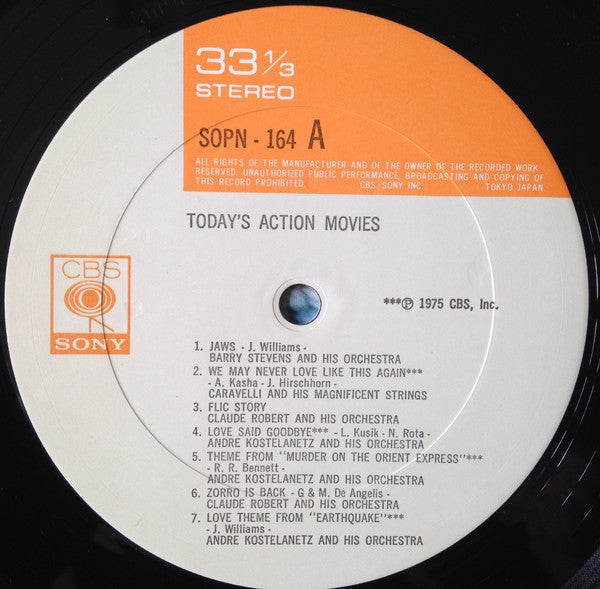 33 1/3
STEREO
SOPN - 164 A
ALL RIGHTS OF THE MANUFACTURER AND OF THE OWNER OF THE RECORDED WORK
RESERVED. UNAUTHORIZED PUBLIC PERFORMANCE, BROADCASTING AND COPYING OF
THIS RECORD PROHIBITED. CBS/SONY INC. TOKYO JAPAN
TODAY'S ACTION MOVIES
CBS
SONY
***Ⓟ 1975 CBS, Inc.
1. JAWS - J. Williams -
BARRY STEVENS AND HIS ORCHESTRA
2. WE MAY NEVER LOVE LIKE THIS AGAIN***
- A. Kasha - J. Hirschhorn -
CARAVELLI AND HIS MAGNIFICENT STRINGS
3. FLIC STORY
CLAUDE ROBERT AND HIS ORCHESTRA
4. LOVE SAID GOODBYE*** - L. Kusik - N. Rota -
ANDRE KOSTELANETZ AND HIS ORCHESTRA
5. THEME FROM "MURDER ON THE ORIENT EXPRESS"***
- R. R. Bennett -
ANDRE KOSTELANETZ AND HIS ORCHESTRA
6. ZORRO IS BACK - G & M. De Angelis -
CLAUDE ROBERT AND HIS ORCHESTRA
7. LOVE THEME FROM "EARTHQUAKE"***
- J. Williams -
ANDRE KOSTELANETZ AND HIS ORCHESTRA